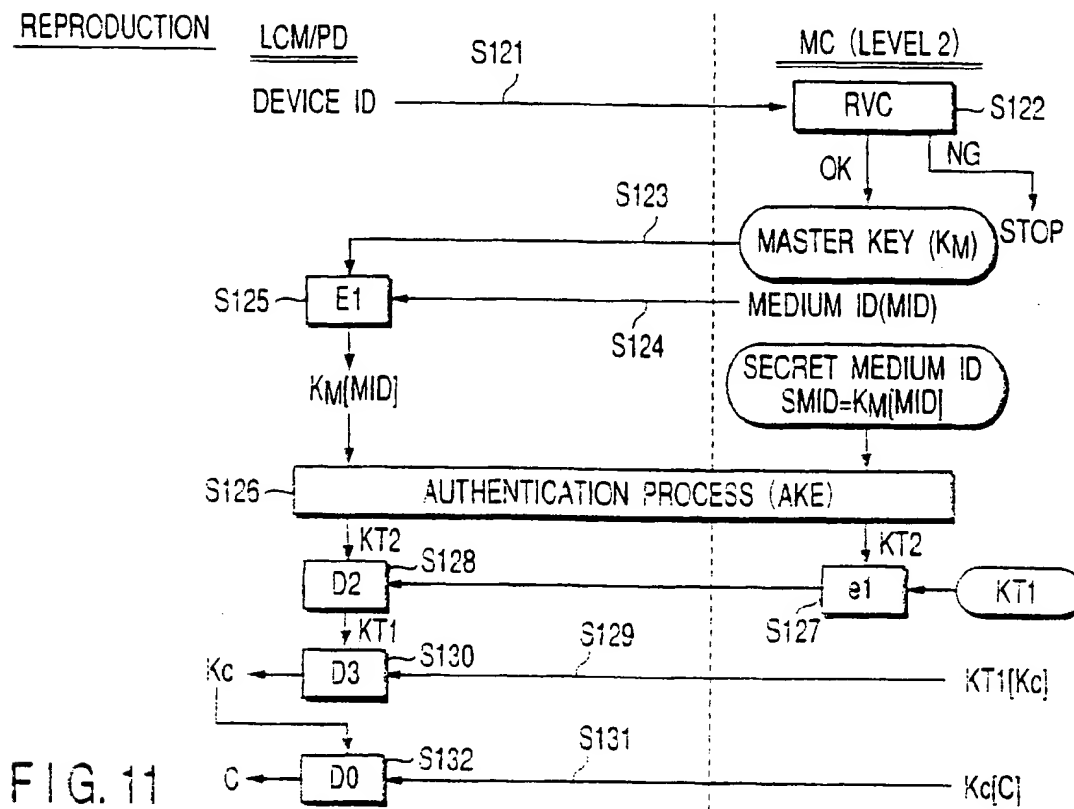 REPRODUCTION
LCM/PD
MC (LEVEL 2)
S121
DEVICE ID
RVC
S122
OK
NG
S123
MASTER KEY (KM)
STOP
S125
E1
MEDIUM ID(MID)
S124
KM[MID]
SECRET MEDIUM ID
SMID=KM[MID]
S126
AUTHENTICATION PROCESS (AKE)
KT2
KT2
S128
D2
e1
KT1
S127
KT1
S130
S129
Kc
D3
KT1[Kc]
S132
S131
C
D0
Kc[C]
FIG. 11